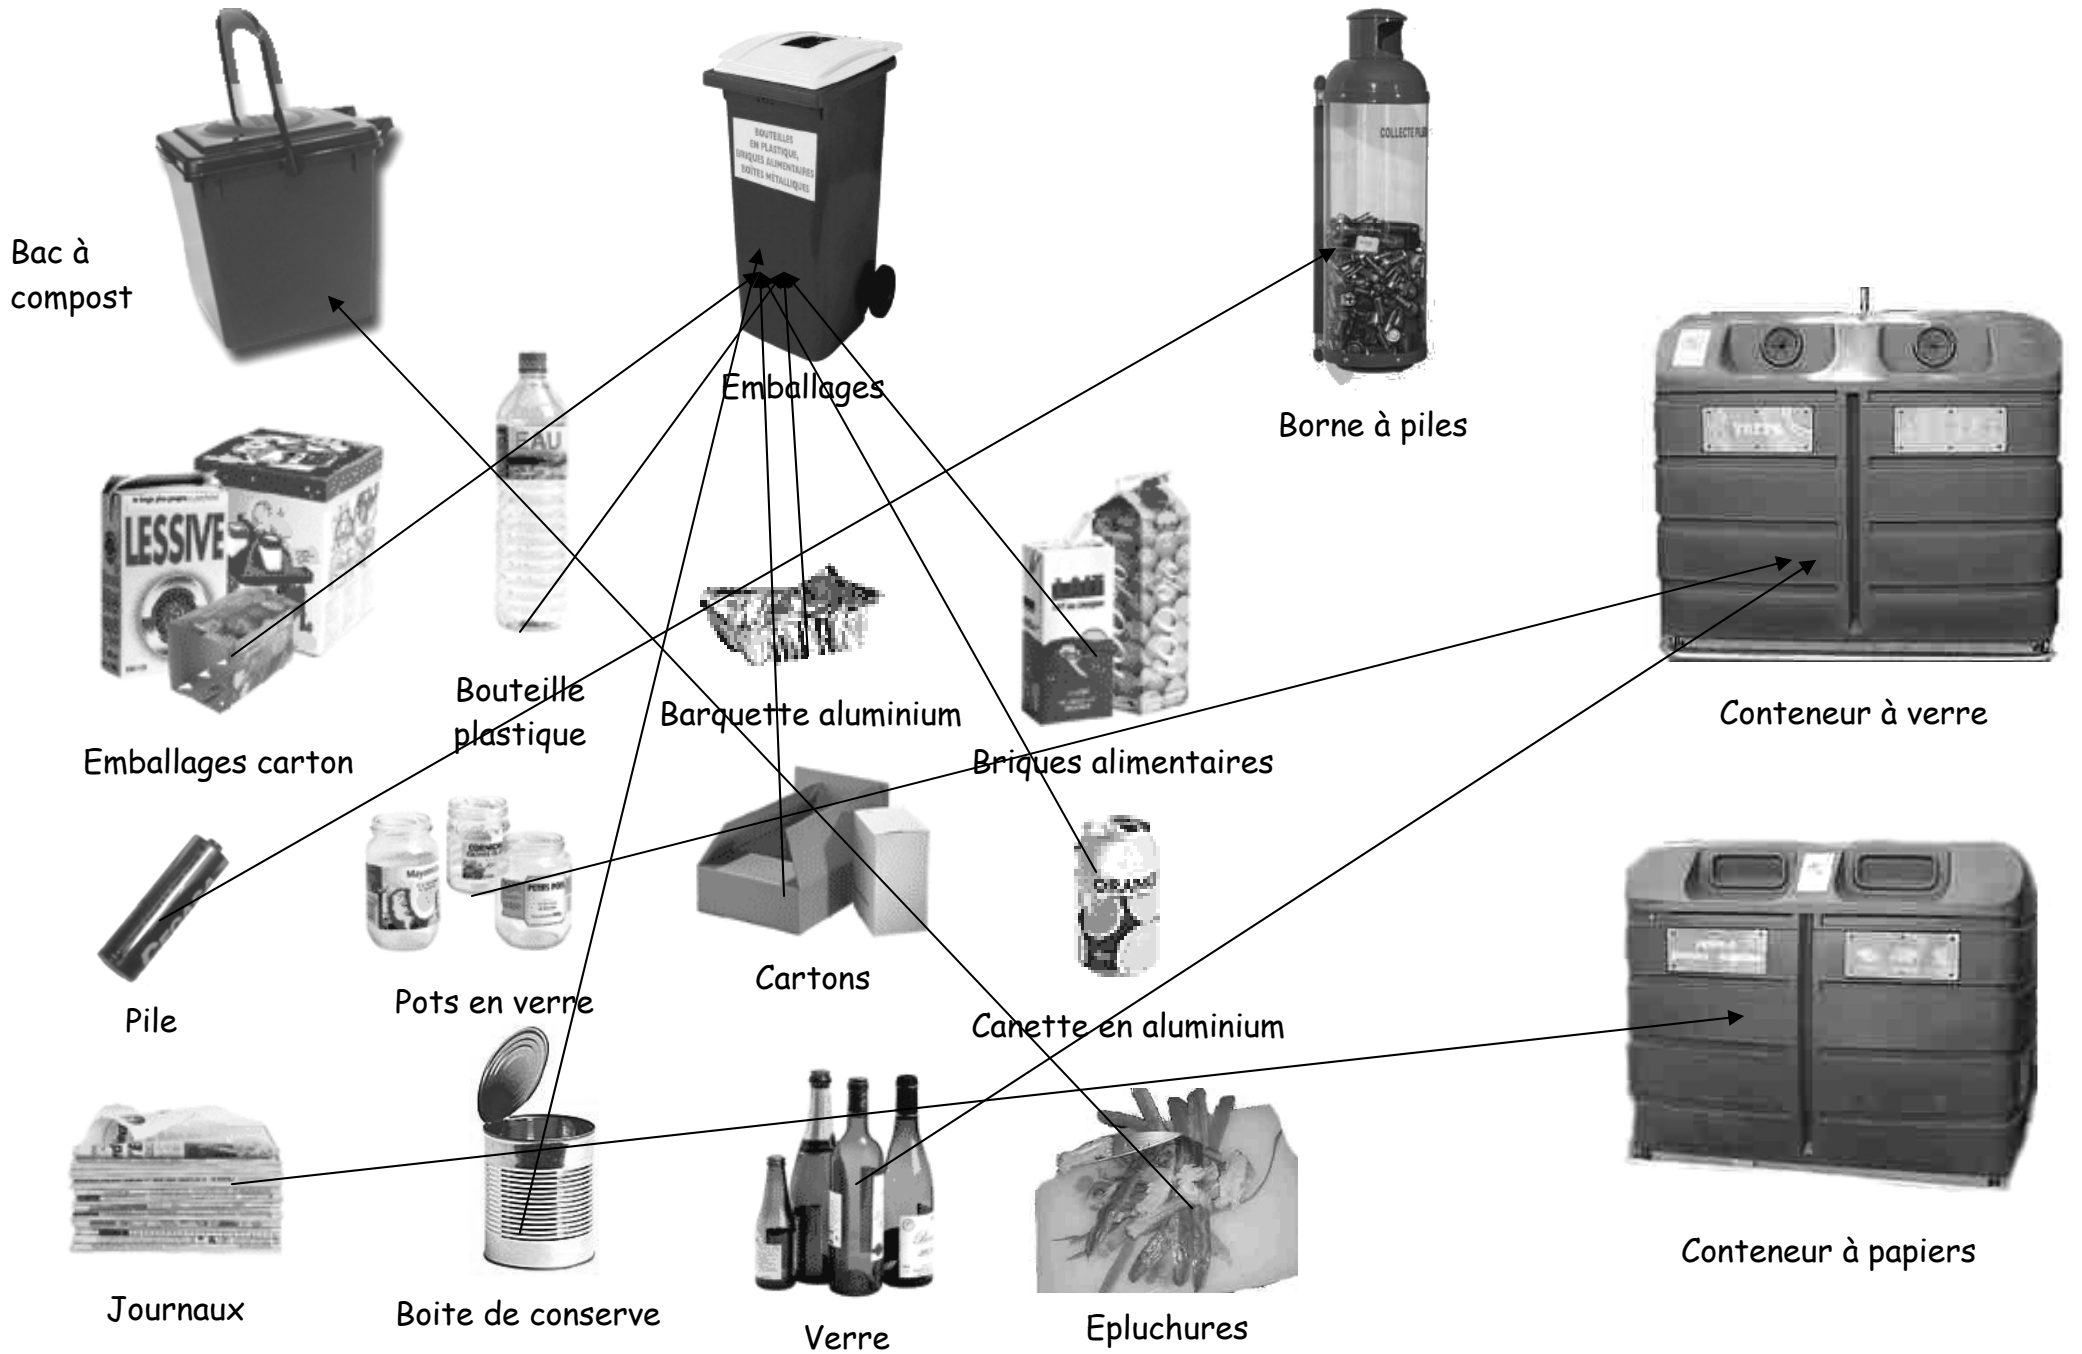 BOUTEILLES
EN PLASTIQUE,
BRIQUES ALIMENTAIRES
BOÎTES MÉTALLIQUES
COLLECTE
Bac à
compost
Emballages
Borne à piles
verre
LESSIVE
EAU
Bouteille
plastique
Barquette aluminium
Briques alimentaires
Conteneur à verre
Emballages carton
Pile
Pots en verre
Cartons
Canette en aluminium
Journaux
Boite de conserve
Verre
Epluchures
Conteneur à papiers